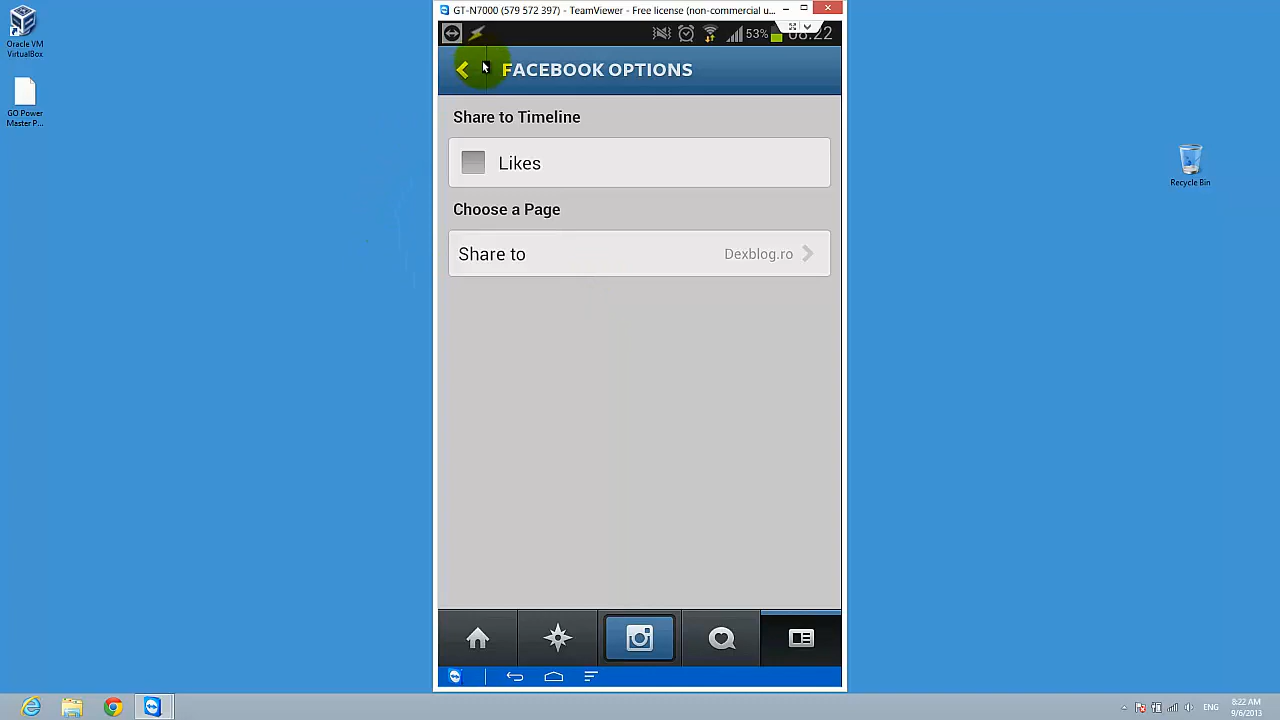 Oracle VM
VirtualBox
GO Power
Master P...
GT-N7000 (579 572 397) - TeamViewer - Free license (non-commercial u...
53%
08:22
FACEBOOK OPTIONS
Share to Timeline
Likes
Choose a Page
Share to
Dexblog.ro
Recycle Bin
ENG
8:22 AM
9/6/2013